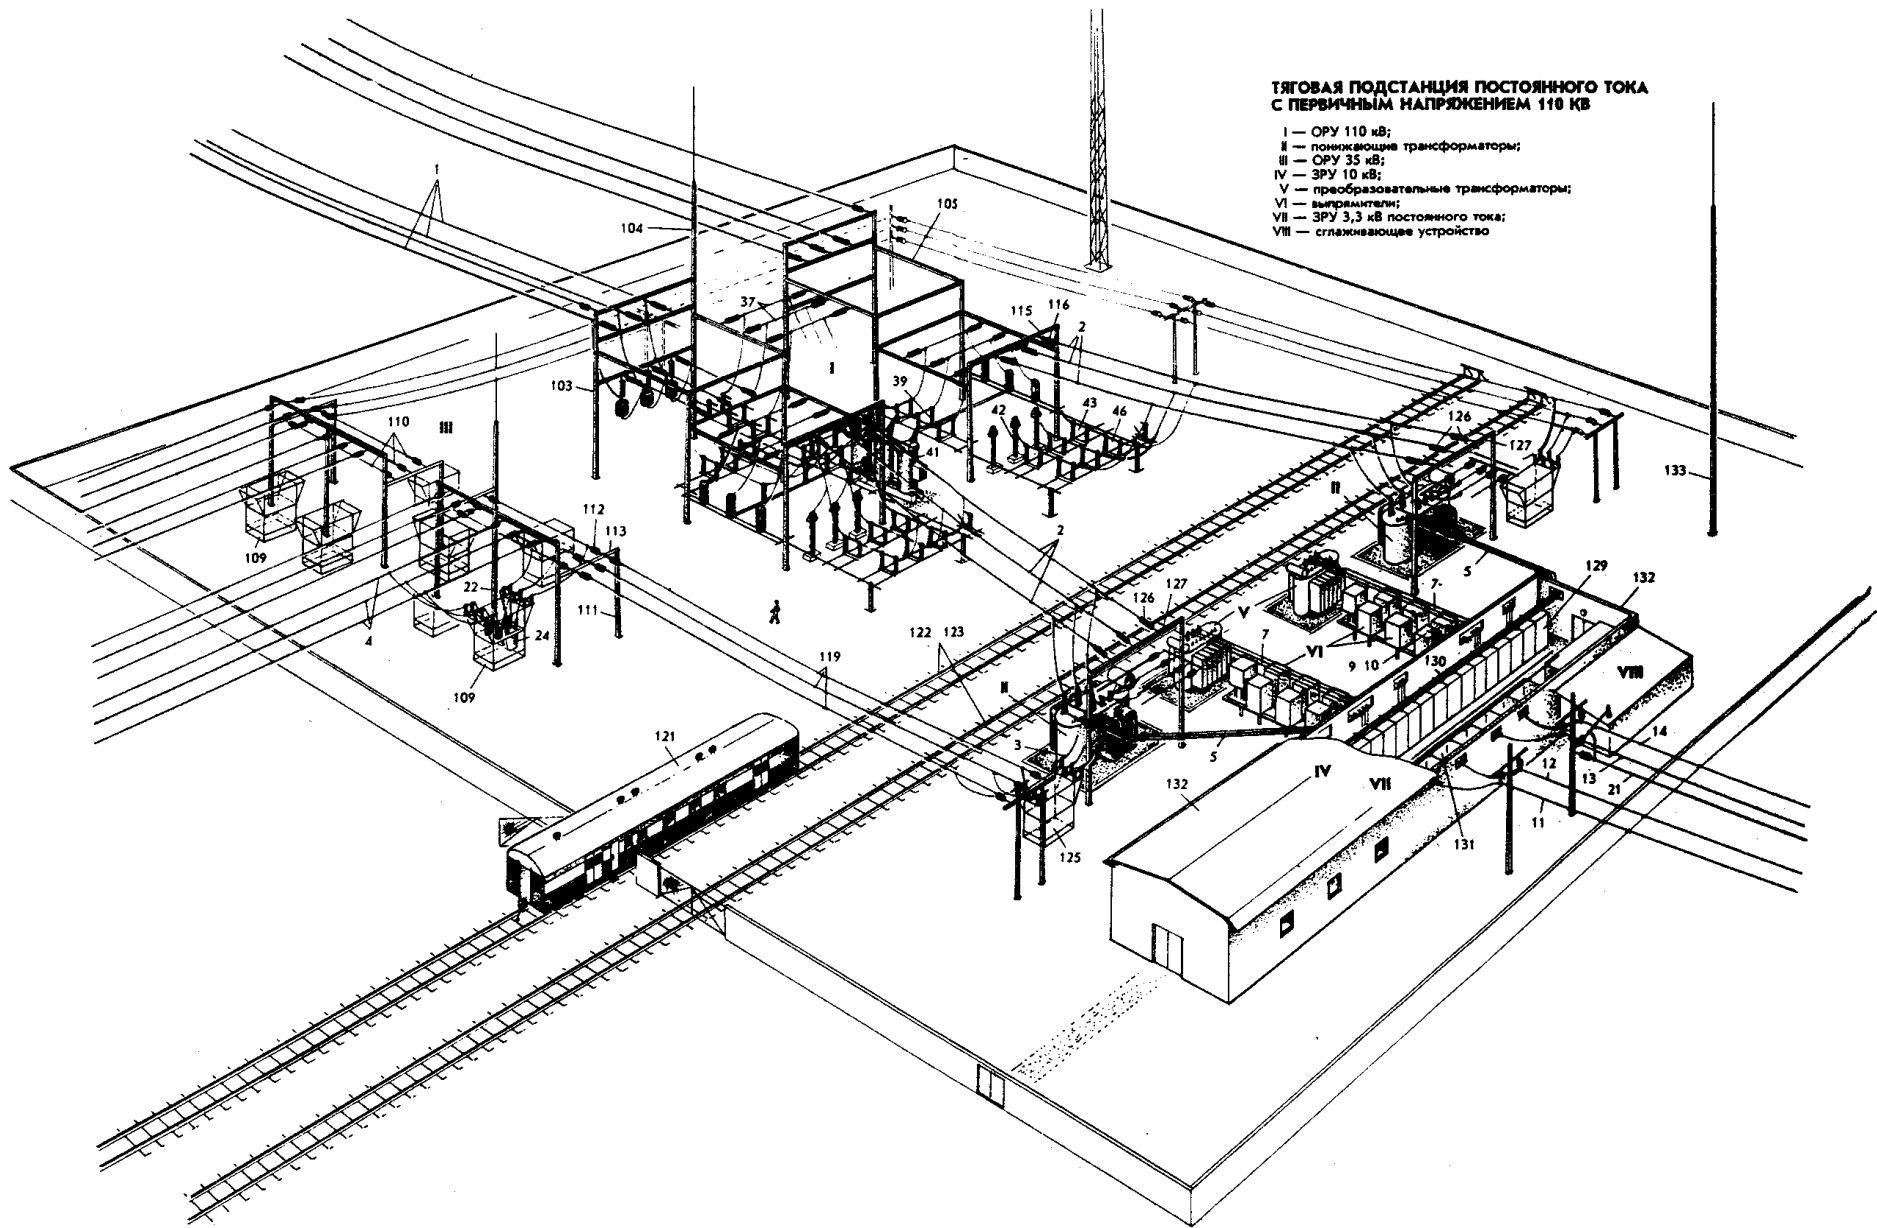 ТЯГОВАЯ ПОДСТАНЦИЯ ПОСТОЯННОГО ТОКА
С ПЕРВИЧНЫМ НАПРЯЖЕНИЕМ 110 КВ
I — ОРУ 110 кВ;
II — понижающие трансформаторы;
III — ОРУ 35 кВ;
IV — ЗРУ 10 кВ;
V — преобразовательные трансформаторы;
VI — выпрямители;
VII — ЗРУ 3,3 кВ постоянного тока;
VIII — сглаживающее устройство
1
105
104
37
115 116
2
I
103
39
42 43 46
110
III
41
126
127
133
II
112
113
109
2
5
129
132
22
7
111
127
126
V
24
4
122 123
7
VI
9 10
130
109
119
II
VIII
121
3
5
14
IV
VII
12 13
21
132
11
131
125